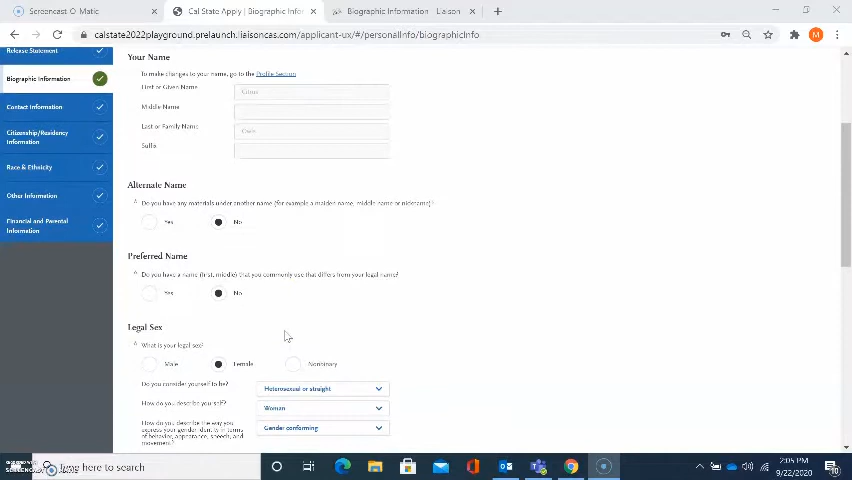 Screencast-O-Matic
Cal State Apply | Biographic Infor
Biographic Information - Liaison
calstate2022playground.prelaunch.liaisoncas.com/applicant-ux/#/personalInfo/biographicInfo
M
Release Statement
Biographic Information
Contact Information
Citizenship/Residency
Information
Race & Ethnicity
Other Information
Financial and Parental
Information
Your Name
To make changes to your name, go to the Profile Section
First or Given Name
Middle Name
Last or Family Name
Suffix
Alternate Name
* Do you have any materials under another name (for example a maiden name, middle name or nickname)?
Yes No
Preferred Name
* Do you have a name (first, middle) that you commonly use that differs from your legal name?
Yes No
Legal Sex
* What is your legal sex?
Male Female Nonbinary
Do you consider yourself to be? Heterosexual or straight
How do you describe yourself? Woman
How do you describe the way you
express your gender identity in terms
of behavior, appearance, speech, and
movement? Gender conforming
Type here to search
2:05 PM
9/22/2020